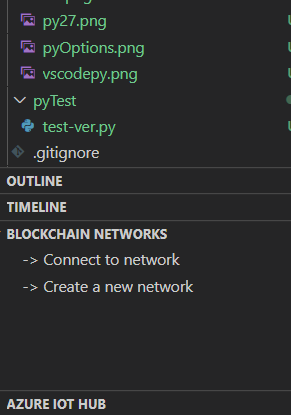 py27.png
pyOptions.png
vscodepy.png
pyTest
test-ver.py
.gitignore
OUTLINE
TIMELINE
BLOCKCHAIN NETWORKS
-> Connect to network
-> Create a new network
AZURE IOT HUB